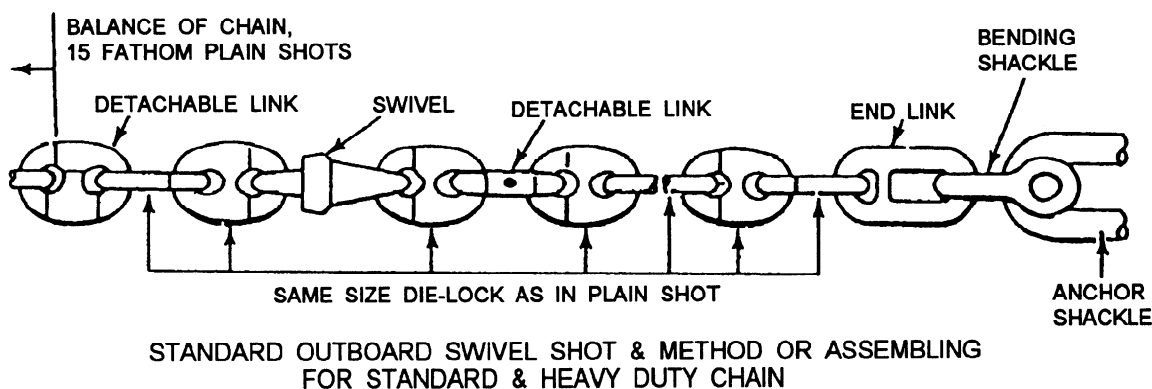 BALANCE OF CHAIN,
15 FATHOM PLAIN SHOTS
DETACHABLE LINK
SWIVEL
DETACHABLE LINK
END LINK
BENDING
SHACKLE
SAME SIZE DIE-LOCK AS IN PLAIN SHOT
ANCHOR
SHACKLE
STANDARD OUTBOARD SWIVEL SHOT & METHOD OR ASSEMBLING
FOR STANDARD & HEAVY DUTY CHAIN